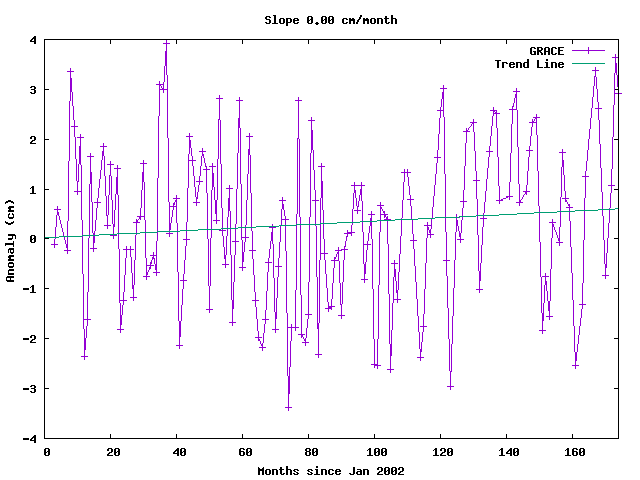 Slope 0.00 cm/month
GRACE
Trend Line
4
3
2
1
0
-1
-2
-3
-4
Anomaly (cm)
0 20 40 60 80 100 120 140 160
Months since Jan 2002